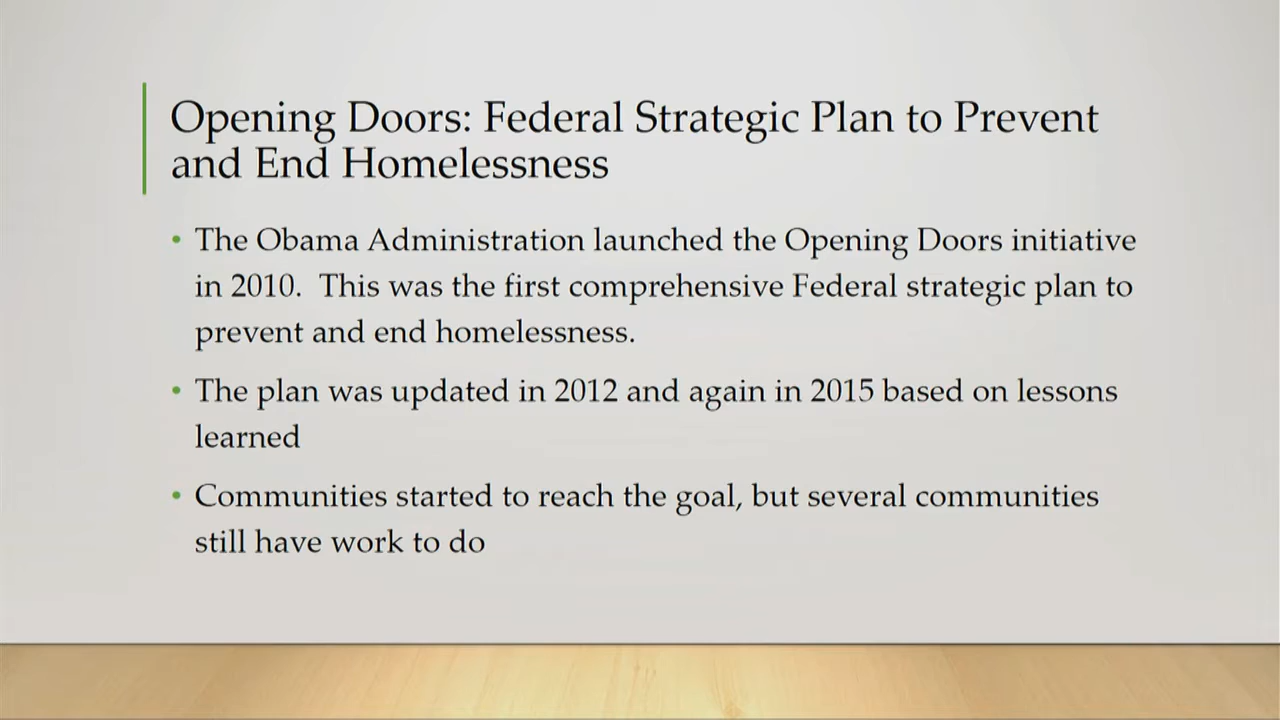 Opening Doors: Federal Strategic Plan to Prevent
and End Homelessness
• The Obama Administration launched the Opening Doors initiative
in 2010.  This was the first comprehensive Federal strategic plan to
prevent and end homelessness.
• The plan was updated in 2012 and again in 2015 based on lessons
learned
• Communities started to reach the goal, but several communities
still have work to do